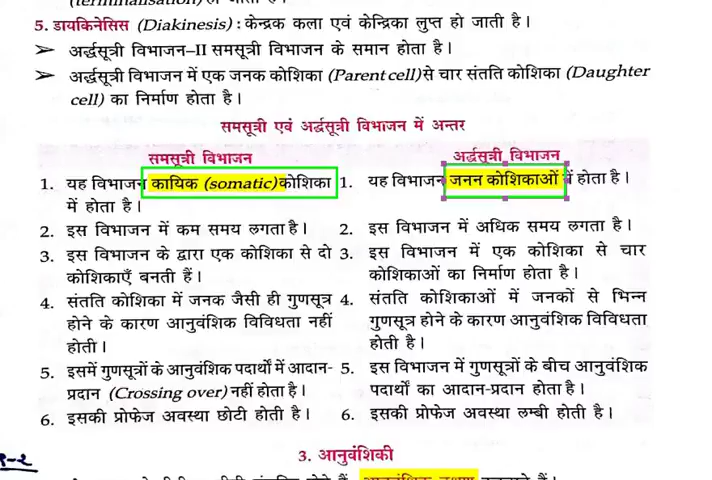 5. डायकिनेसिस (Diakinesis) : केन्द्रक कला एवं केन्द्रिका लुप्त हो जाती है।
➢ अर्द्धसूत्री विभाजन–II समसूत्री विभाजन के समान होता है।
➢ अर्द्धसूत्री विभाजन में एक जनक कोशिका (Parent cell) से चार संतति कोशिका (Daughter
cell) का निर्माण होता है।
समसूत्री एवं अर्द्धसूत्री विभाजन में अन्तर
समसूत्री विभाजन
1. यह विभाजन कायिक (somatic) कोशिका
में होता है।
2. इस विभाजन में कम समय लगता है।
3. इस विभाजन के द्वारा एक कोशिका से दो
कोशिकाएँ बनती हैं।
4. संतति कोशिका में जनक जैसी ही गुणसूत्र
होने के कारण आनुवंशिक विविधता नहीं
होती।
5. इसमें गुणसूत्रों के आनुवंशिक पदार्थों में आदान-
प्रदान (Crossing over) नहीं होता है।
6. इसकी प्रोफेज अवस्था छोटी होती है।
अर्द्धसूत्री विभाजन
1. यह विभाजन जनन कोशिकाओं में होता है।
2. इस विभाजन में अधिक समय लगता है।
3. इस विभाजन में एक कोशिका से चार
कोशिकाओं का निर्माण होता है।
4. संतति कोशिकाओं में जनकों से भिन्न
गुणसूत्र होने के कारण आनुवंशिक विविधता
होती है।
5. इस विभाजन में गुणसूत्रों के बीच आनुवंशिक
पदार्थों का आदान-प्रदान होता है।
6. इसकी प्रोफेज अवस्था लम्बी होती है।
3. आनुवंशिकी